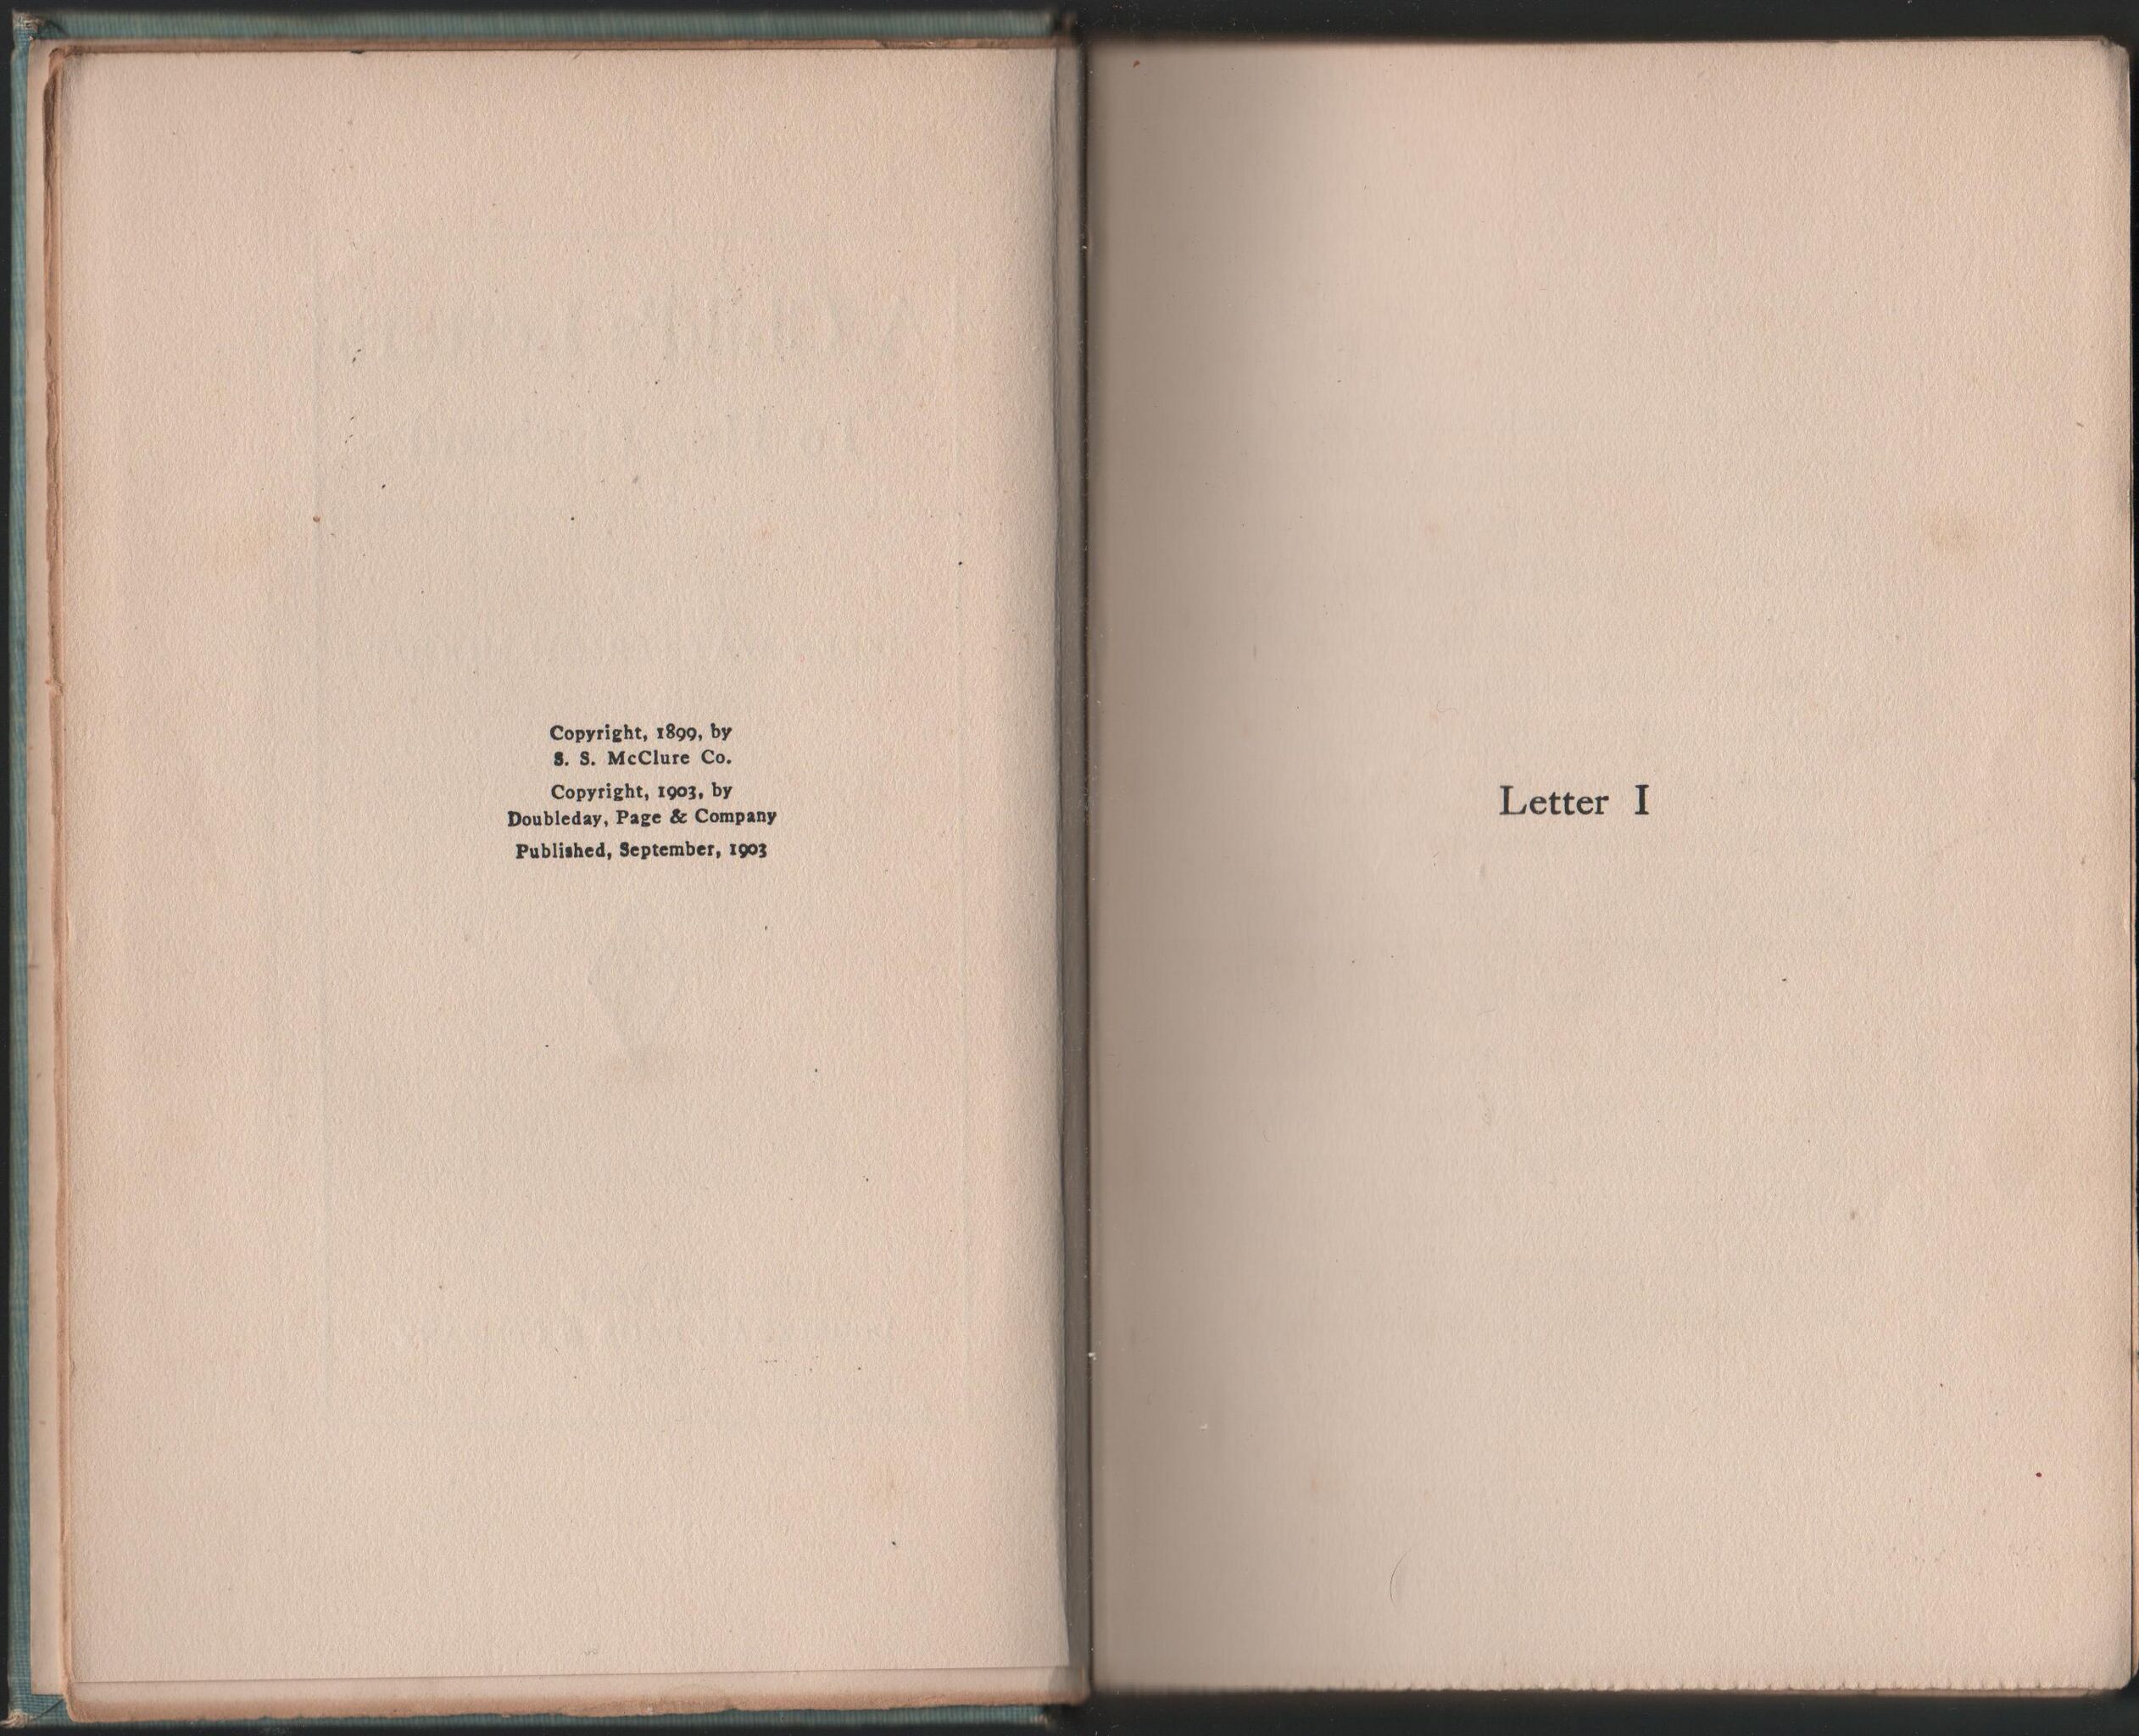 Copyright, 1899, by
S. S. McClure Co.
Copyright, 1903, by
Doubleday, Page & Company
Published, September, 1903
Letter I